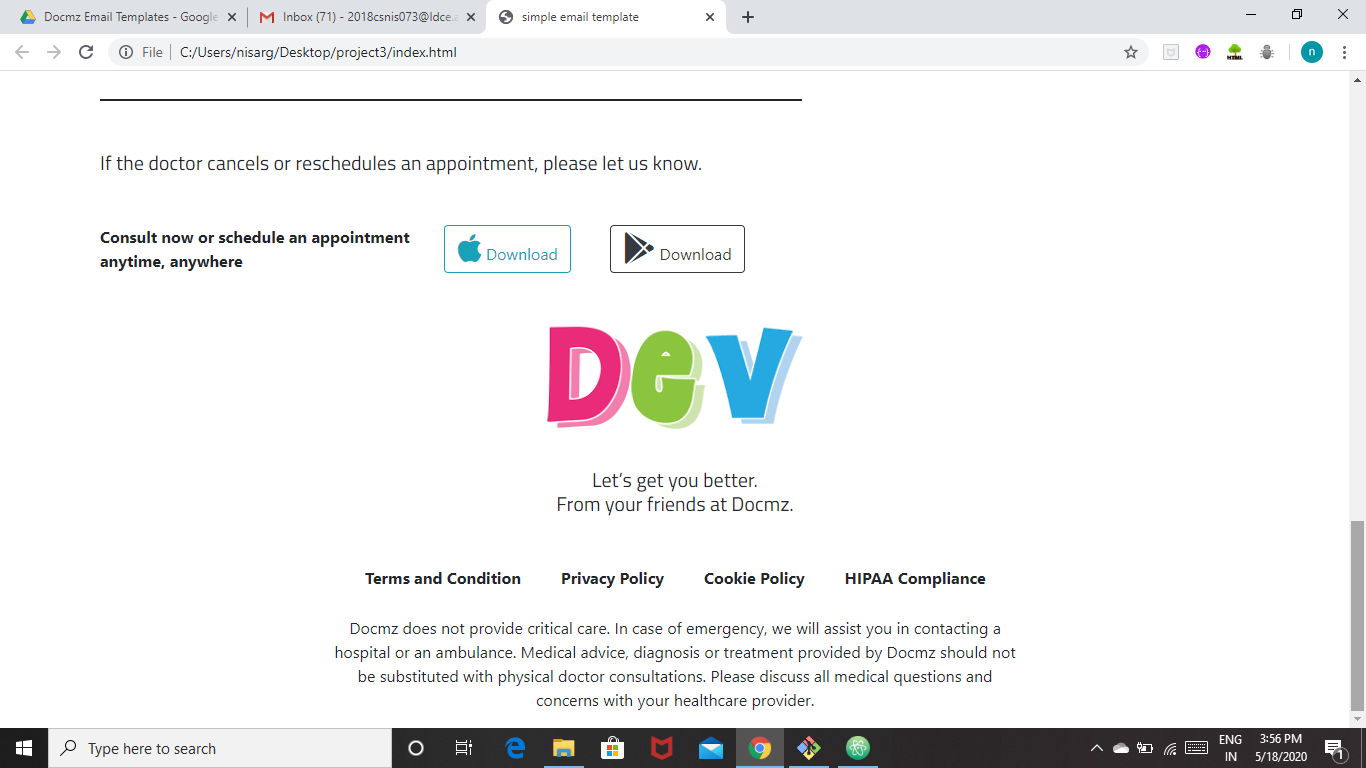 Docmz Email Templates - Google
Inbox (71) - 2018csnis073@ldce.a
simple email template
File
C:/Users/nisarg/Desktop/project3/index.html
n
If the doctor cancels or reschedules an appointment, please let us know.
Consult now or schedule an appointment
anytime, anywhere
Download
Download
Dev
Let's get you better.
From your friends at Docmz.
Terms and Condition
Privacy Policy
Cookie Policy
HIPAA Compliance
Docmz does not provide critical care. In case of emergency, we will assist you in contacting a
hospital or an ambulance. Medical advice, diagnosis or treatment provided by Docmz should not
be substituted with physical doctor consultations. Please discuss all medical questions and
concerns with your healthcare provider.
Type here to search
ENG
IN
3:56 PM
5/18/2020
1